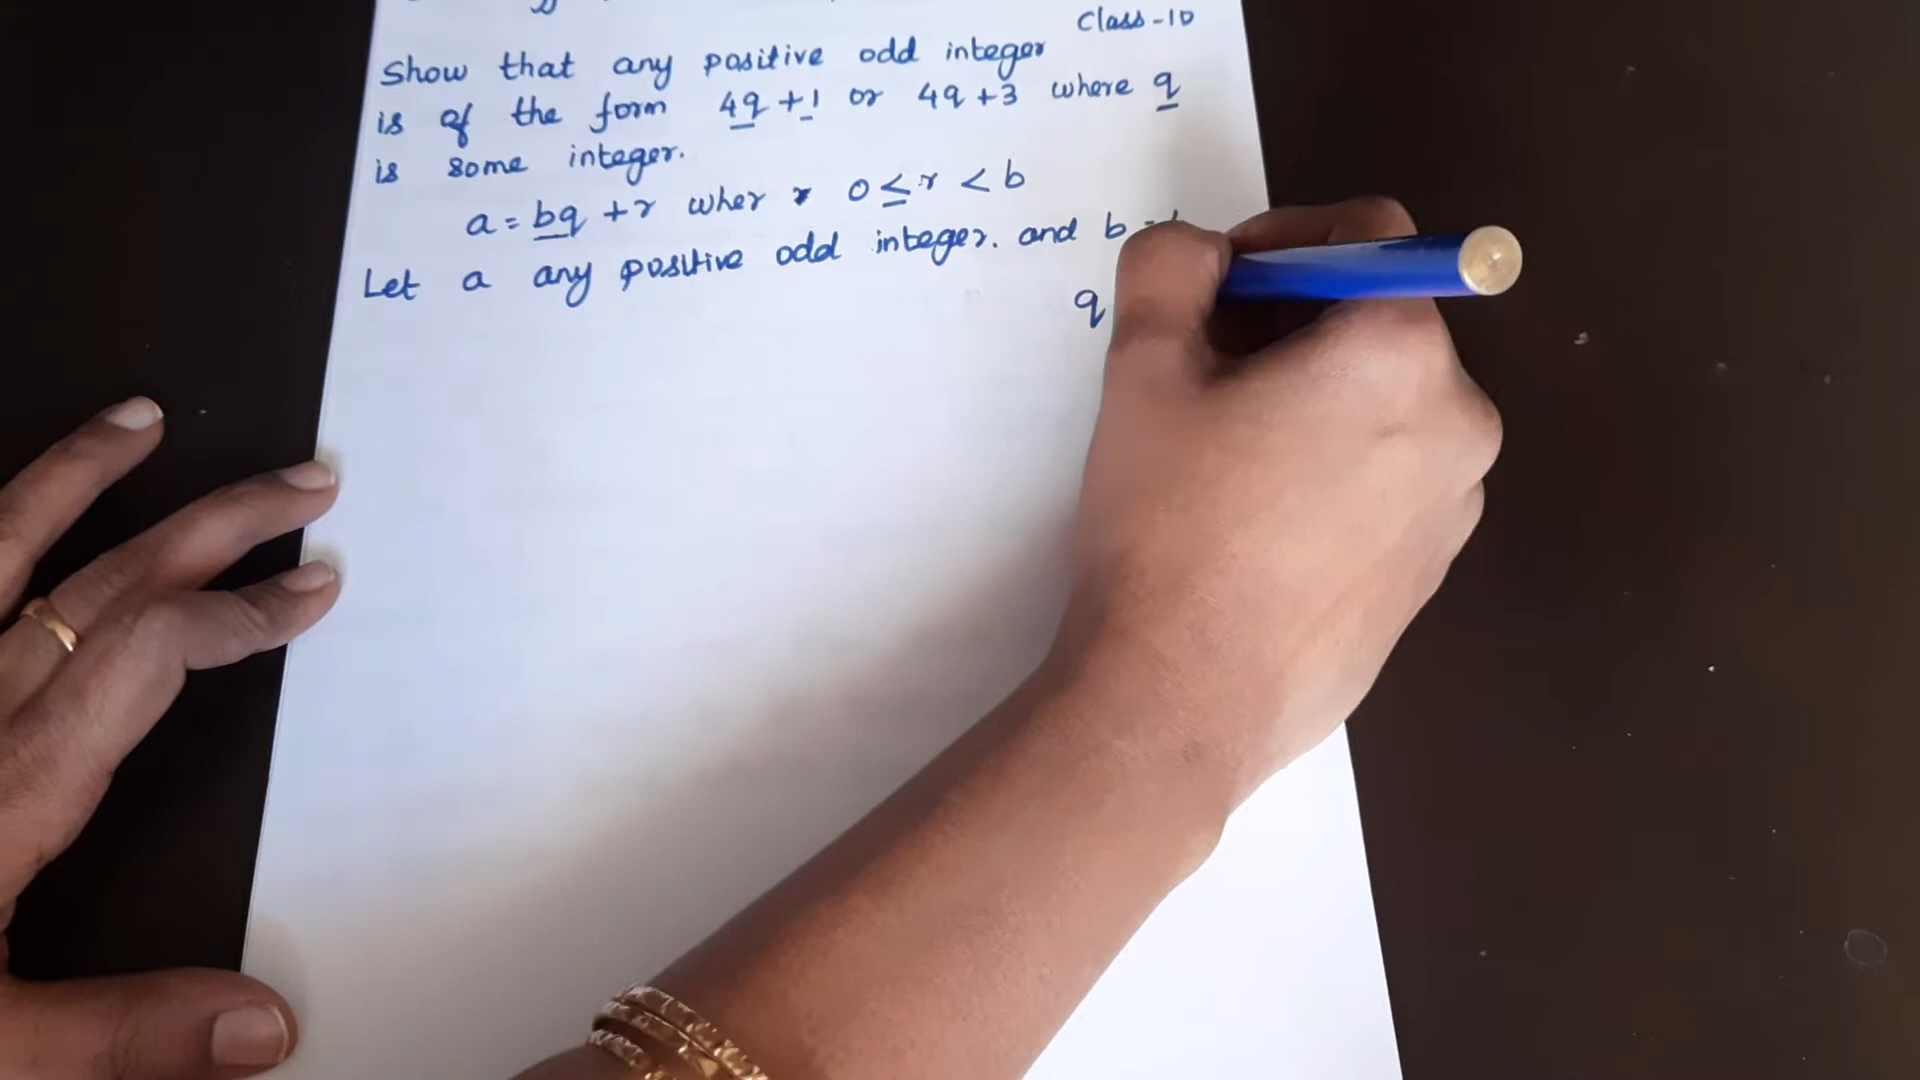 Class-10
Show that any positive odd integer
is of the form 4q +1 or 4q +3 where q
is some integer.
a = bq + r wher r 0 ≤ r < b
Let a any positive odd integer. and b =
q